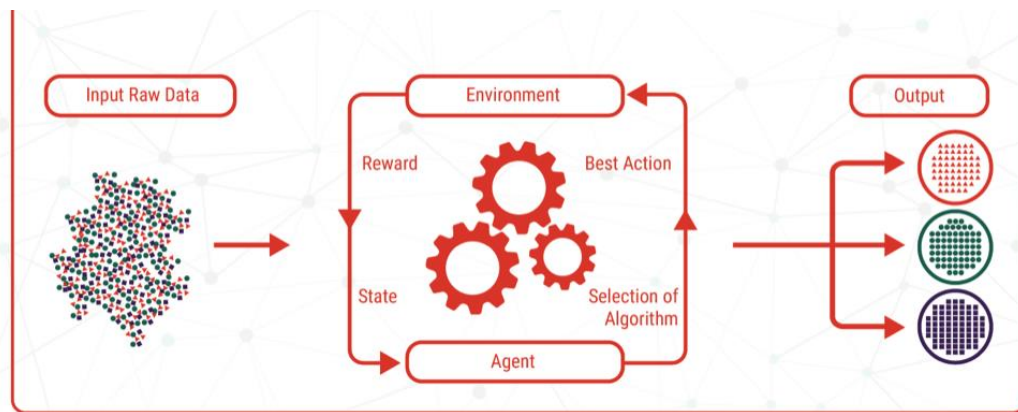 Input Raw Data
Environment
Output
Reward
Best Action
State
Selection of
Algorithm
Agent